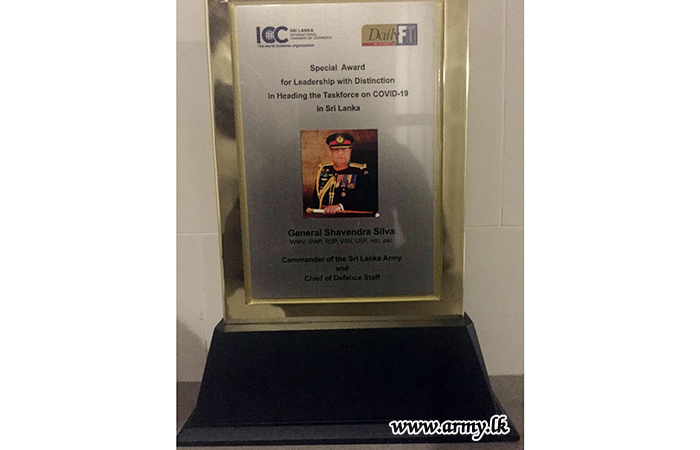 ICC SRI LANKA
INTERNATIONAL
CHAMBER OF COMMERCE
The world business organization
Daily FT
Special Award
for Leadership with Distinction
in Heading the Taskforce on COVID-19
in Sri Lanka
General Shavendra Silva
WWV, RWP, RSP, VSV, USP, ndc, psc
Commander of the Sri Lanka Army
and
Chief of Defence Staff
www.army.lk